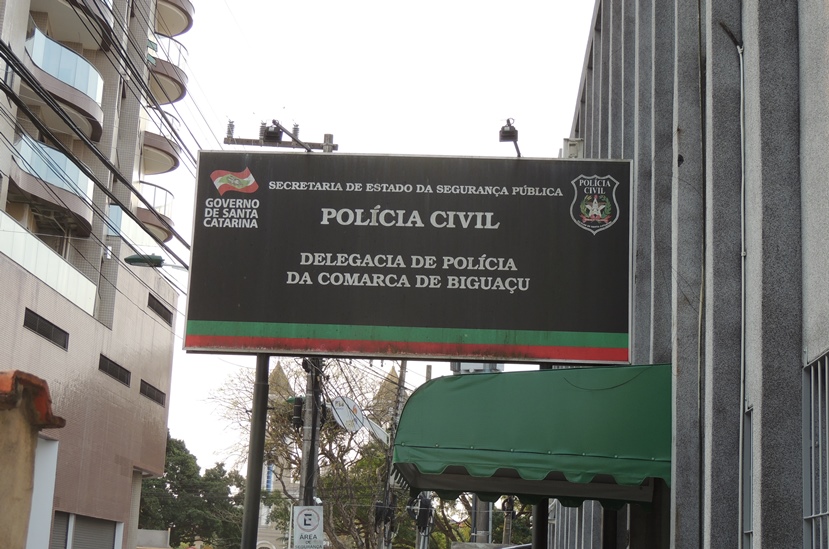 GOVERNO
DE SANTA
CATARINA
SECRETARIA DE ESTADO DA SEGURANÇA PÚBLICA
POLÍCIA CIVIL
DELEGACIA DE POLÍCIA
DA COMARCA DE BIGUAÇU
POLÍCIA
CIVIL
E
ÁREA